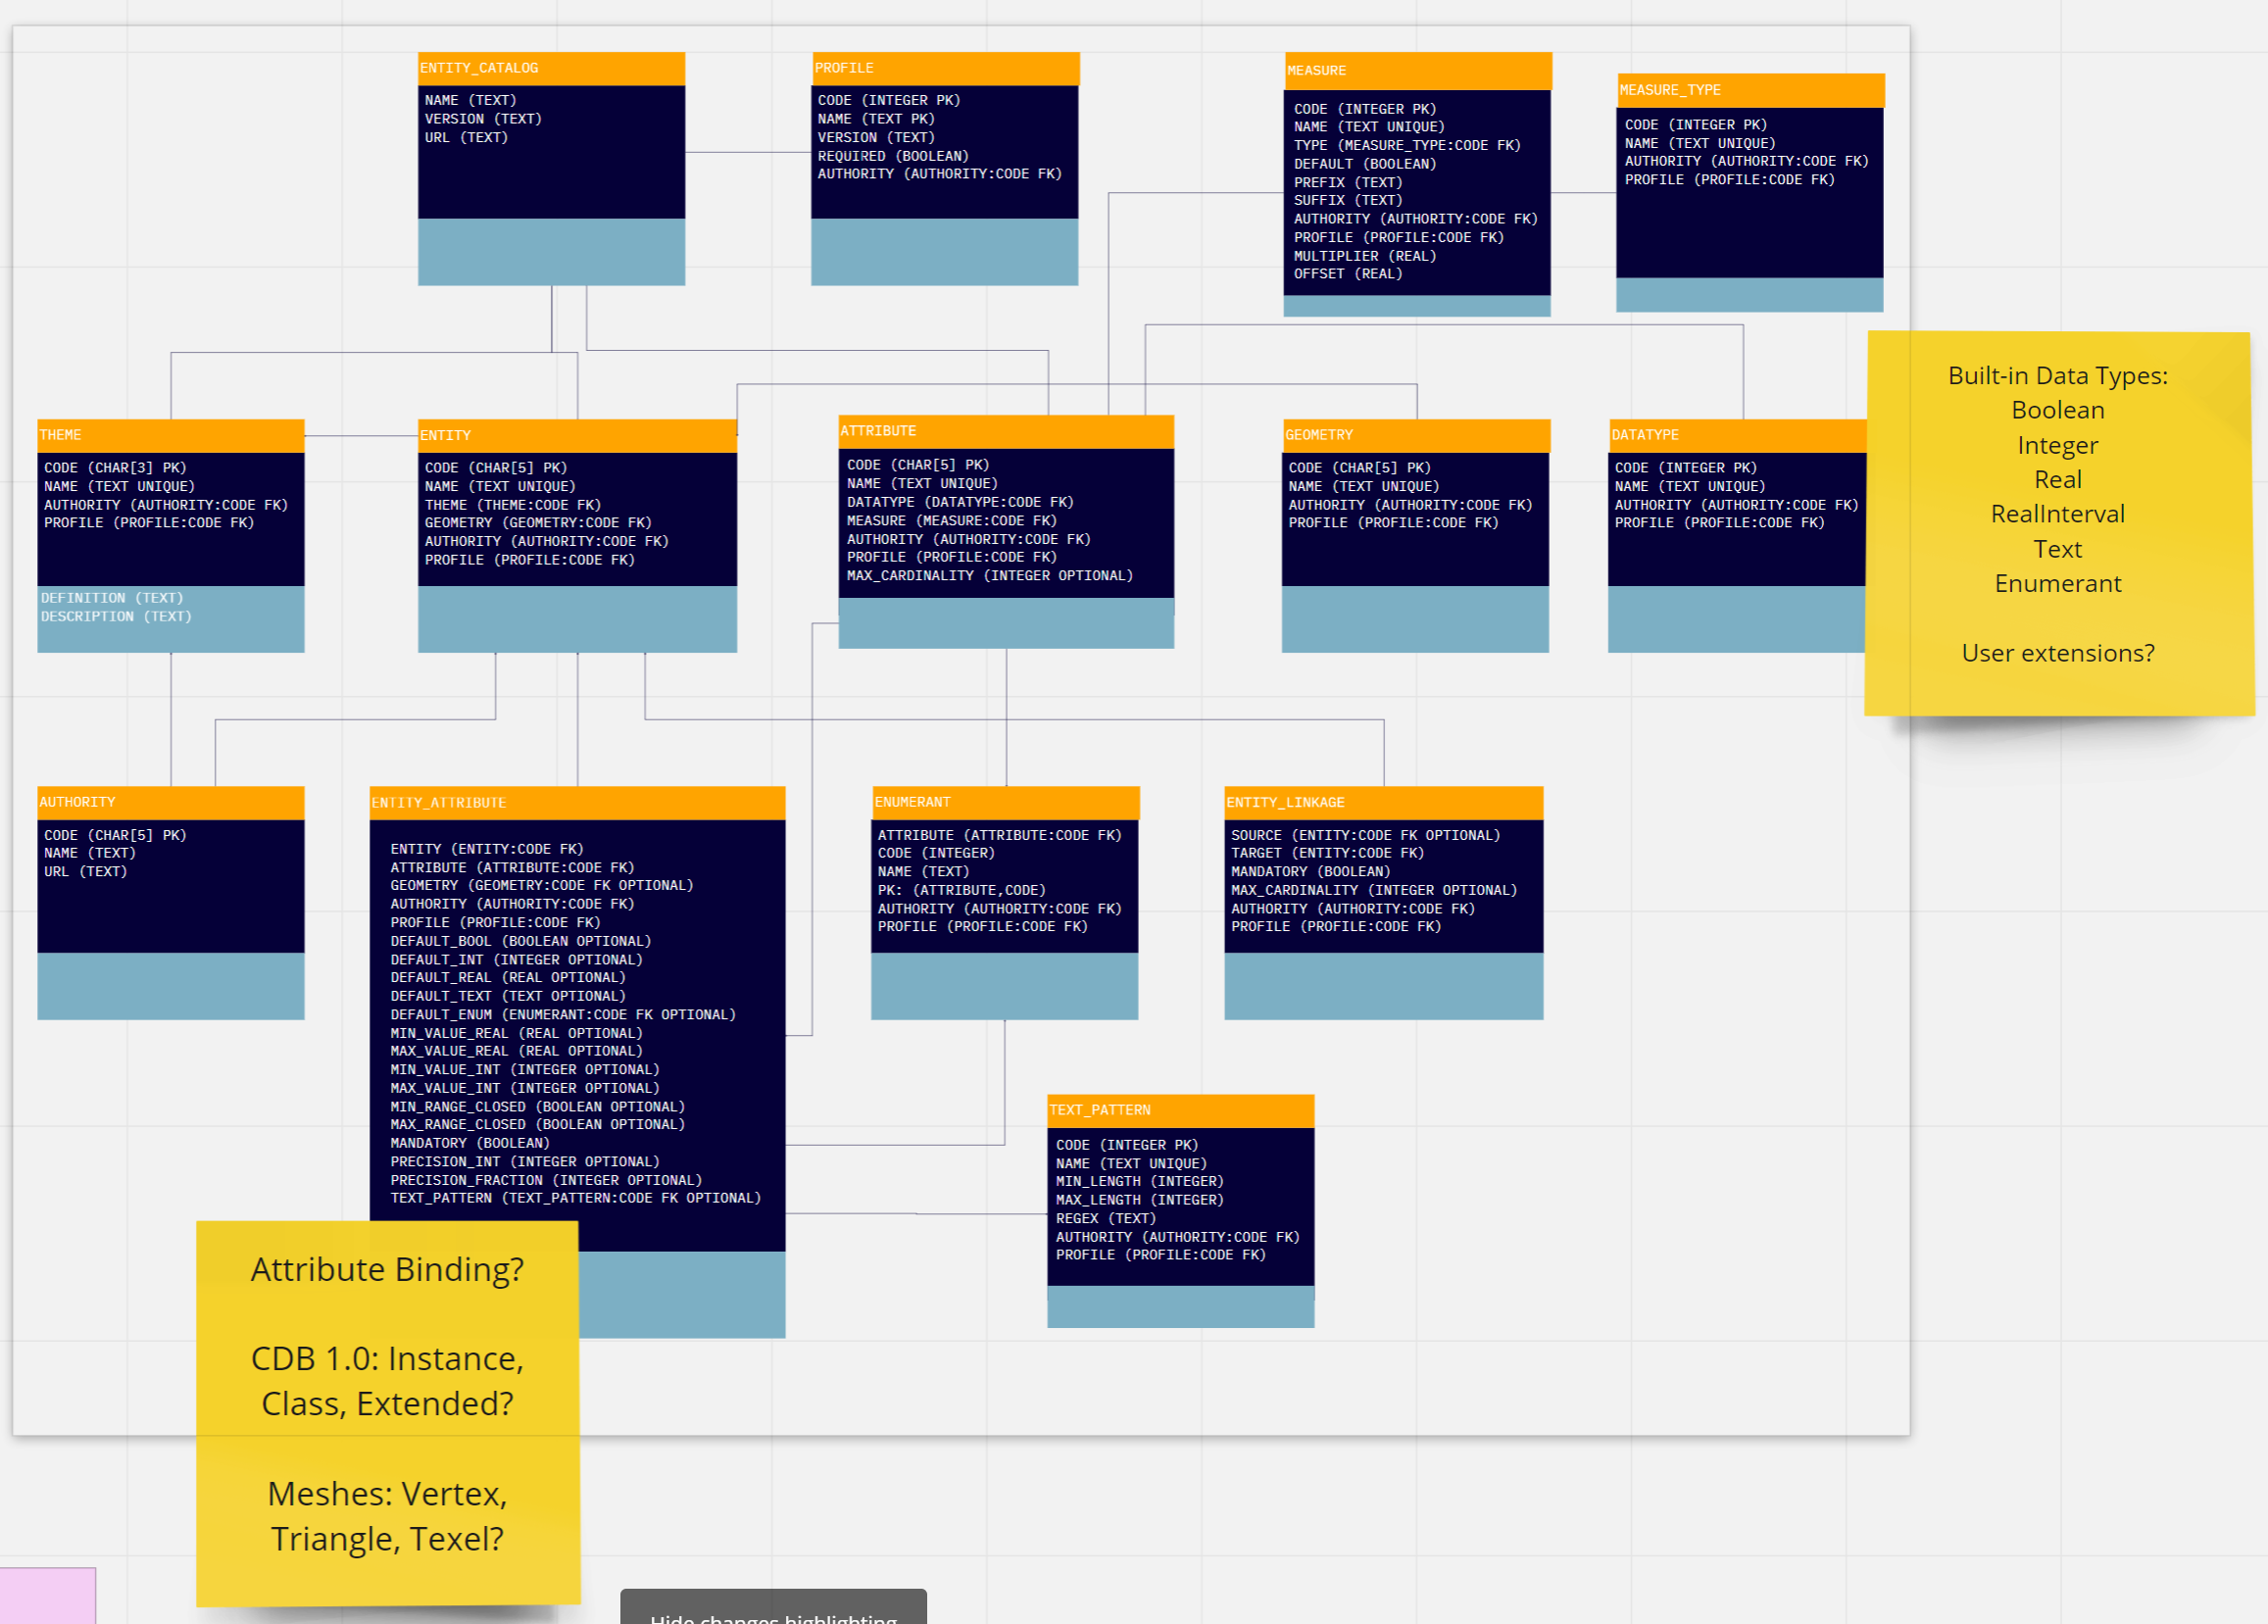 ENTITY_CATALOG
NAME (TEXT)
VERSION (TEXT)
URL (TEXT)
PROFILE
CODE (INTEGER PK)
NAME (TEXT PK)
VERSION (TEXT)
REQUIRED (BOOLEAN)
AUTHORITY (AUTHORITY:CODE FK)
MEASURE
CODE (INTEGER PK)
NAME (TEXT UNIQUE)
TYPE (MEASURE_TYPE:CODE FK)
DEFAULT (BOOLEAN)
PREFIX (TEXT)
SUFFIX (TEXT)
AUTHORITY (AUTHORITY:CODE FK)
PROFILE (PROFILE:CODE FK)
MULTIPLIER (REAL)
OFFSET (REAL)
MEASURE_TYPE
CODE (INTEGER PK)
NAME (TEXT UNIQUE)
AUTHORITY (AUTHORITY:CODE FK)
PROFILE (PROFILE:CODE FK)
THEME
CODE (CHAR[3] PK)
NAME (TEXT UNIQUE)
AUTHORITY (AUTHORITY:CODE FK)
PROFILE (PROFILE:CODE FK)
DEFINITION (TEXT)
DESCRIPTION (TEXT)
ENTITY
CODE (CHAR[5] PK)
NAME (TEXT UNIQUE)
THEME (THEME:CODE FK)
GEOMETRY (GEOMETRY:CODE FK)
AUTHORITY (AUTHORITY:CODE FK)
PROFILE (PROFILE:CODE FK)
ATTRIBUTE
CODE (CHAR[5] PK)
NAME (TEXT UNIQUE)
DATATYPE (DATATYPE:CODE FK)
MEASURE (MEASURE:CODE FK)
AUTHORITY (AUTHORITY:CODE FK)
PROFILE (PROFILE:CODE FK)
MAX_CARDINALITY (INTEGER OPTIONAL)
GEOMETRY
CODE (CHAR[5] PK)
NAME (TEXT UNIQUE)
AUTHORITY (AUTHORITY:CODE FK)
PROFILE (PROFILE:CODE FK)
DATATYPE
CODE (INTEGER PK)
NAME (TEXT UNIQUE)
AUTHORITY (AUTHORITY:CODE FK)
PROFILE (PROFILE:CODE FK)
Built-in Data Types:
Boolean
Integer
Real
RealInterval
Text
Enumerant
User extensions?
AUTHORITY
CODE (CHAR[5] PK)
NAME (TEXT)
URL (TEXT)
ENTITY_ATTRIBUTE
ENTITY (ENTITY:CODE FK)
ATTRIBUTE (ATTRIBUTE:CODE FK)
GEOMETRY (GEOMETRY:CODE FK OPTIONAL)
AUTHORITY (AUTHORITY:CODE FK)
PROFILE (PROFILE:CODE FK)
DEFAULT_BOOL (BOOLEAN OPTIONAL)
DEFAULT_INT (INTEGER OPTIONAL)
DEFAULT_REAL (REAL OPTIONAL)
DEFAULT_TEXT (TEXT OPTIONAL)
DEFAULT_ENUM (ENUMERANT:CODE FK OPTIONAL)
MIN_VALUE_REAL (REAL OPTIONAL)
MAX_VALUE_REAL (REAL OPTIONAL)
MIN_VALUE_INT (INTEGER OPTIONAL)
MAX_VALUE_INT (INTEGER OPTIONAL)
MIN_RANGE_CLOSED (BOOLEAN OPTIONAL)
MAX_RANGE_CLOSED (BOOLEAN OPTIONAL)
MANDATORY (BOOLEAN)
PRECISION_INT (INTEGER OPTIONAL)
PRECISION_FRACTION (INTEGER OPTIONAL)
TEXT_PATTERN (TEXT_PATTERN:CODE FK OPTIONAL)
ENUMERANT
ATTRIBUTE (ATTRIBUTE:CODE FK)
CODE (INTEGER)
NAME (TEXT)
PK: (ATTRIBUTE,CODE)
AUTHORITY (AUTHORITY:CODE FK)
PROFILE (PROFILE:CODE FK)
ENTITY_LINKAGE
SOURCE (ENTITY:CODE FK OPTIONAL)
TARGET (ENTITY:CODE FK)
MANDATORY (BOOLEAN)
MAX_CARDINALITY (INTEGER OPTIONAL)
AUTHORITY (AUTHORITY:CODE FK)
PROFILE (PROFILE:CODE FK)
TEXT_PATTERN
CODE (INTEGER PK)
NAME (TEXT UNIQUE)
MIN_LENGTH (INTEGER)
MAX_LENGTH (INTEGER)
REGEX (TEXT)
AUTHORITY (AUTHORITY:CODE FK)
PROFILE (PROFILE:CODE FK)
Attribute Binding?
CDB 1.0: Instance,
Class, Extended?
Meshes: Vertex,
Triangle, Texel?
Hide changes highlighting